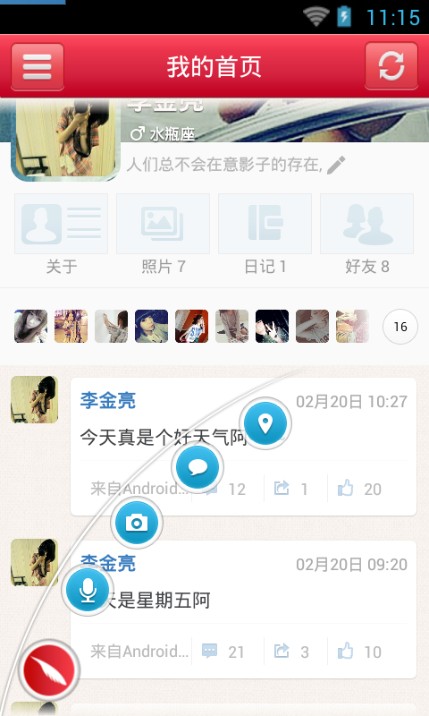 11:15
我的首页
李金亮
♂ 水瓶座
人们总不会在意影子的存在,
关于
照片 7
日记 1
好友 8
16
李金亮
02月20日 10:27
今天真是个好天气阿
来自Android...
12
1
20
李金亮
02月20日 09:20
天是星期五阿
来自Android...
21
3
10